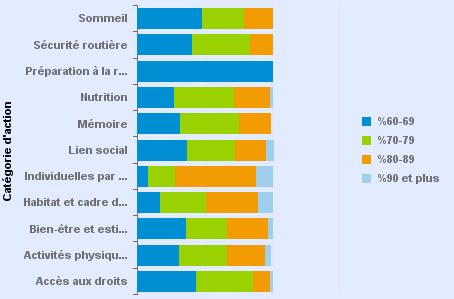 Catégorie d'action
Sommeil
Sécurité routière
Préparation à la r...
Nutrition
Mémoire
Lien social
Individuelles par ...
Habitat et cadre d...
Bien-être et esti...
Activités physiqu...
Accès aux droits
%60-69
%70-79
%80-89
%90 et plus